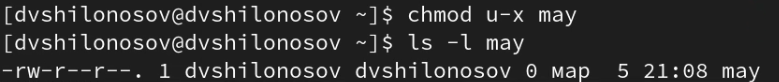 [dvshilonosov@dvshilonosov ~]$ chmod u-x may
[dvshilonosov@dvshilonosov ~]$ ls -l may
-rw-r--r--. 1 dvshilonosov dvshilonosov 0 мар  5 21:08 may